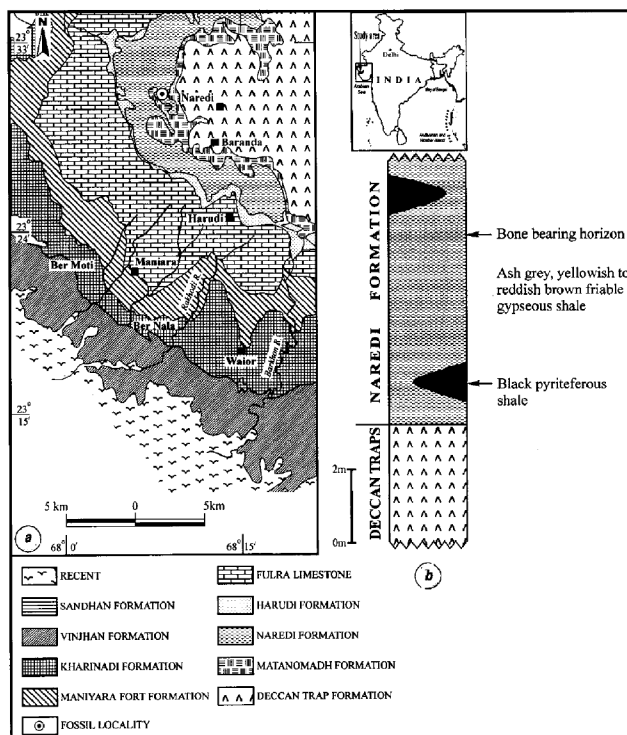 N
23°
33'
Naredi
Baranda
Harudi
23°
24'
Ber Moti
Maniara
Rakhadi R.
Ber Nala
Waior
23°
15'
5 km 0 5km
a
68° 0'
68° 15'
b
Study area
Delhi
INDIA
Arabian
Sea
Bay of Bengal
NAREDI FORMATION
DECCAN TRAPS
Bone bearing horizon
Ash grey, yellowish to
reddish brown friable
gypseous shale
Black pyriteferous
shale
2m
0m
RECENT
SANDHAN FORMATION
VINJHAN FORMATION
KHARINADI FORMATION
MANIYARA FORT FORMATION
FOSSIL LOCALITY
FULRA LIMESTONE
HARUDI FORMATION
NAREDI FORMATION
MATANOMADH FORMATION
DECCAN TRAP FORMATION